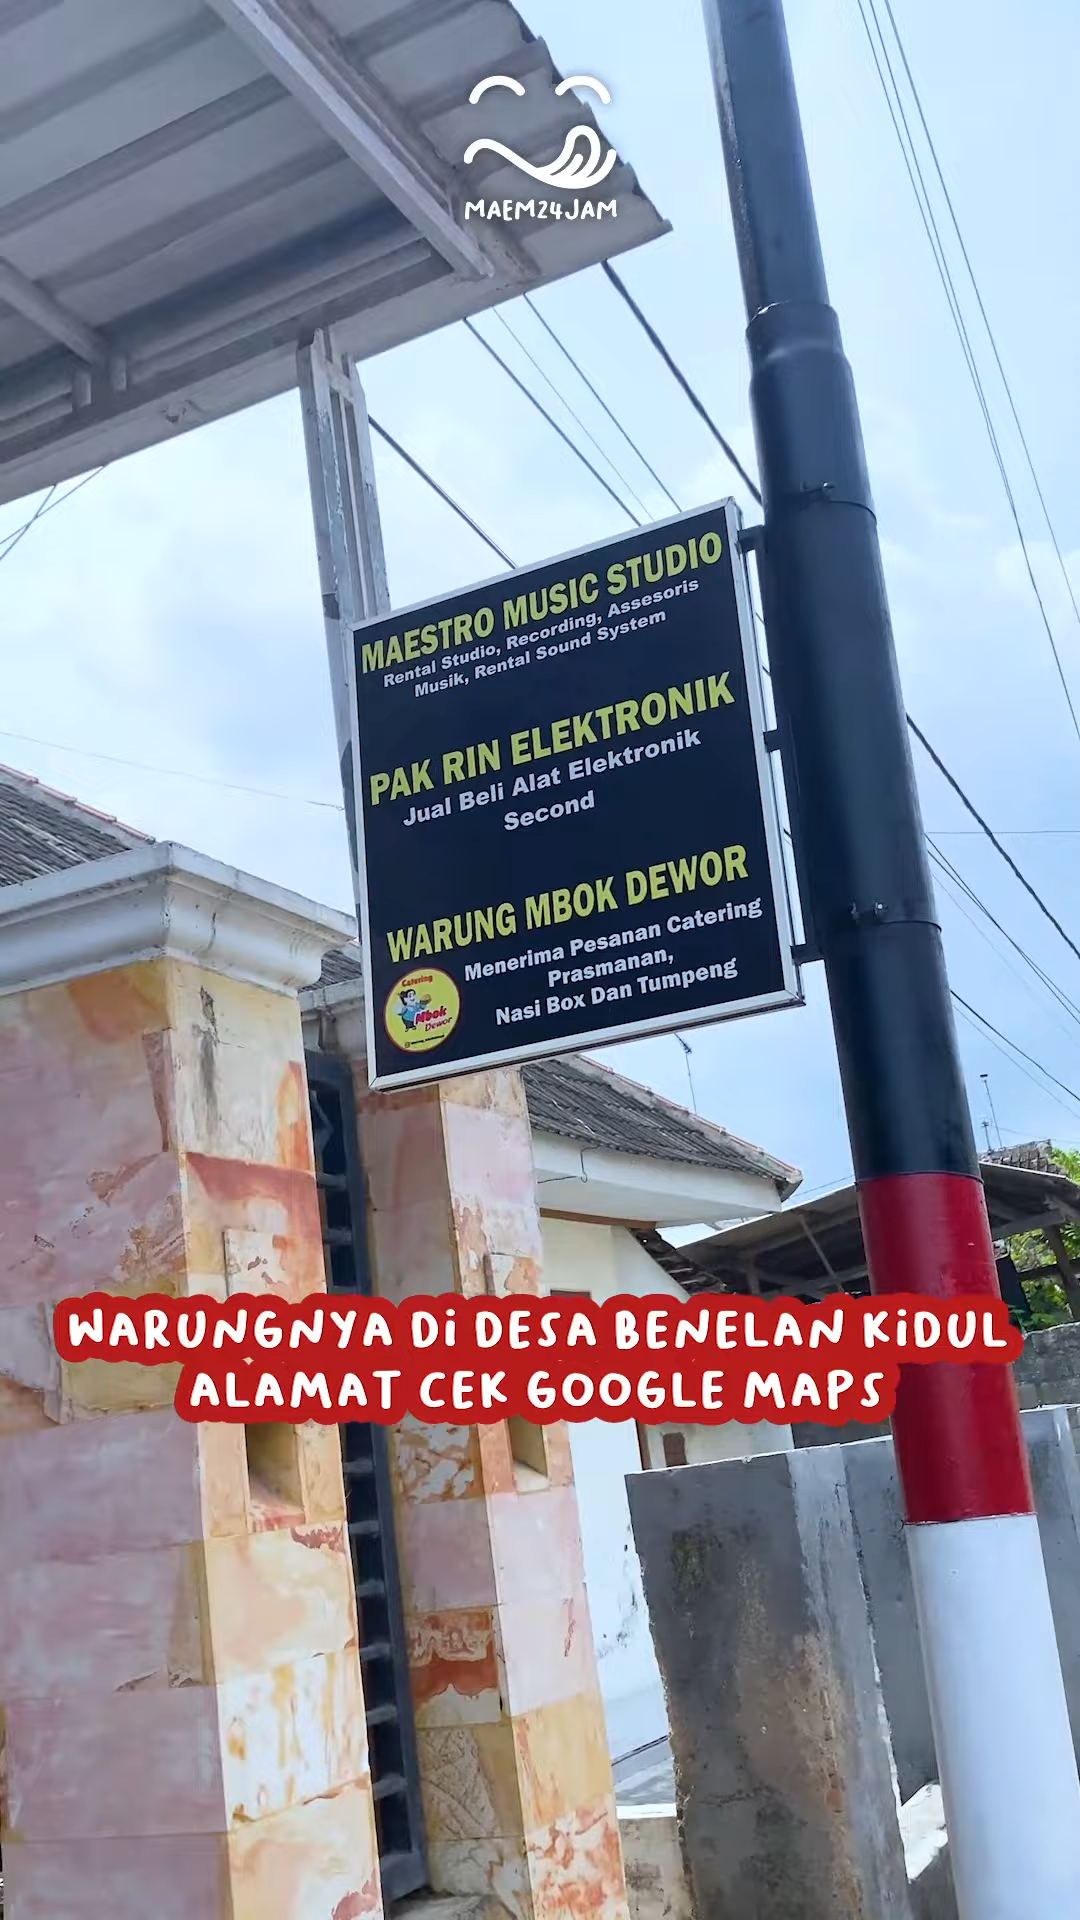 MAEM24JAM
MAESTRO MUSIC STUDIO
Rental Studio, Recording, Assesoris
Musik, Rental Sound System
PAK RIN ELEKTRONIK
Jual Beli Alat Elektronik
Second
WARUNG MBOK DEWOR
Menerima Pesanan Catering
Prasmanan,
Nasi Box Dan Tumpeng
Catering
Mbok
Dewor
WARUNGNYA DI DESA BENELAN KIDUL
ALAMAT CEK GOOGLE MAPS